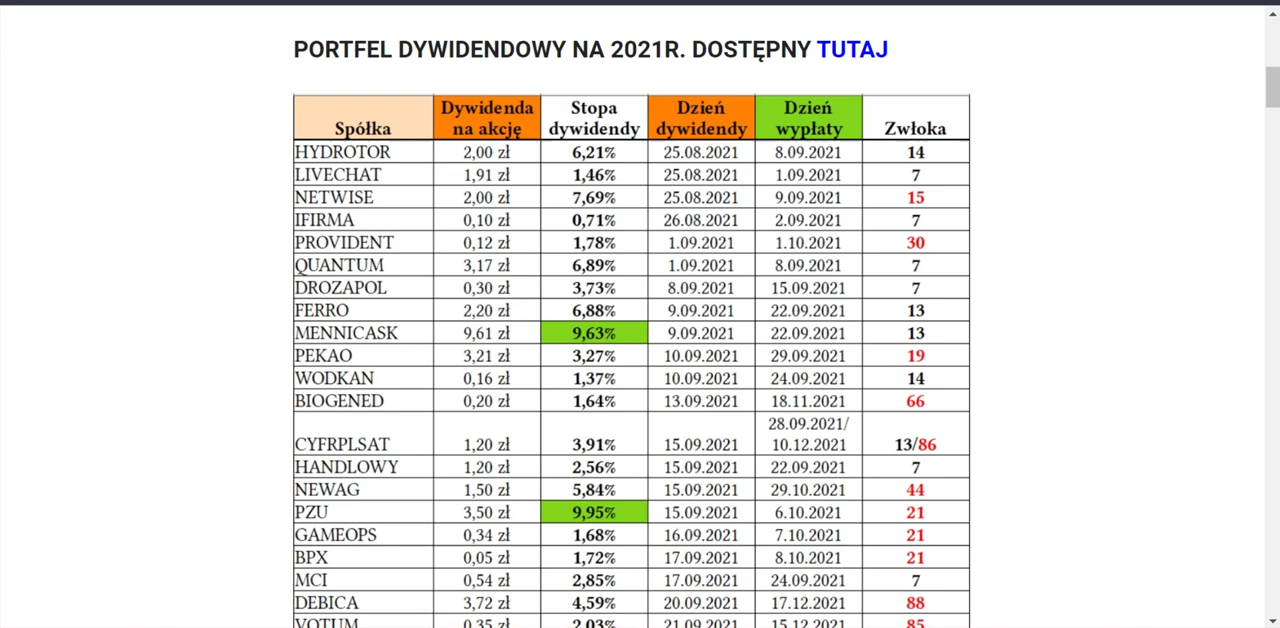 PORTFEL DYWIDENDOWY NA 2021R. DOSTĘPNY TUTAJ
Spółka Dywidenda na akcję Stopa dywidendy Dzień dywidendy Dzień wypłaty Zwłoka
HYDROTOR 2,00 zł 6,21% 25.08.2021 8.09.2021 14
LIVECHAT 1,91 zł 1,46% 25.08.2021 1.09.2021 7
NETWISE 2,00 zł 7,69% 25.08.2021 9.09.2021 15
IFIRMA 0,10 zł 0,71% 26.08.2021 2.09.2021 7
PROVIDENT 0,12 zł 1,78% 1.09.2021 1.10.2021 30
QUANTUM 3,17 zł 6,89% 1.09.2021 8.09.2021 7
DROZAPOL 0,30 zł 3,73% 8.09.2021 15.09.2021 7
FERRO 2,20 zł 6,88% 9.09.2021 22.09.2021 13
MENNICASK 9,61 zł 9,63% 9.09.2021 22.09.2021 13
PEKAO 3,21 zł 3,27% 10.09.2021 29.09.2021 19
WODKAN 0,16 zł 1,37% 10.09.2021 24.09.2021 14
BIOGENED 0,20 zł 1,64% 13.09.2021 18.11.2021 66
CYFRPLSAT 1,20 zł 3,91% 15.09.2021 28.09.2021/ 10.12.2021 13/86
HANDLOWY 1,20 zł 2,56% 15.09.2021 22.09.2021 7
NEWAG 1,50 zł 5,84% 15.09.2021 29.10.2021 44
PZU 3,50 zł 9,95% 15.09.2021 6.10.2021 21
GAMEOPS 0,34 zł 1,68% 16.09.2021 7.10.2021 21
BPX 0,05 zł 1,72% 17.09.2021 8.10.2021 21
MCI 0,54 zł 2,85% 17.09.2021 24.09.2021 7
DEBICA 3,72 zł 4,59% 20.09.2021 17.12.2021 88
VOTUM 0,35 zł 2,03% 21.09.2021 15.12.2021 85